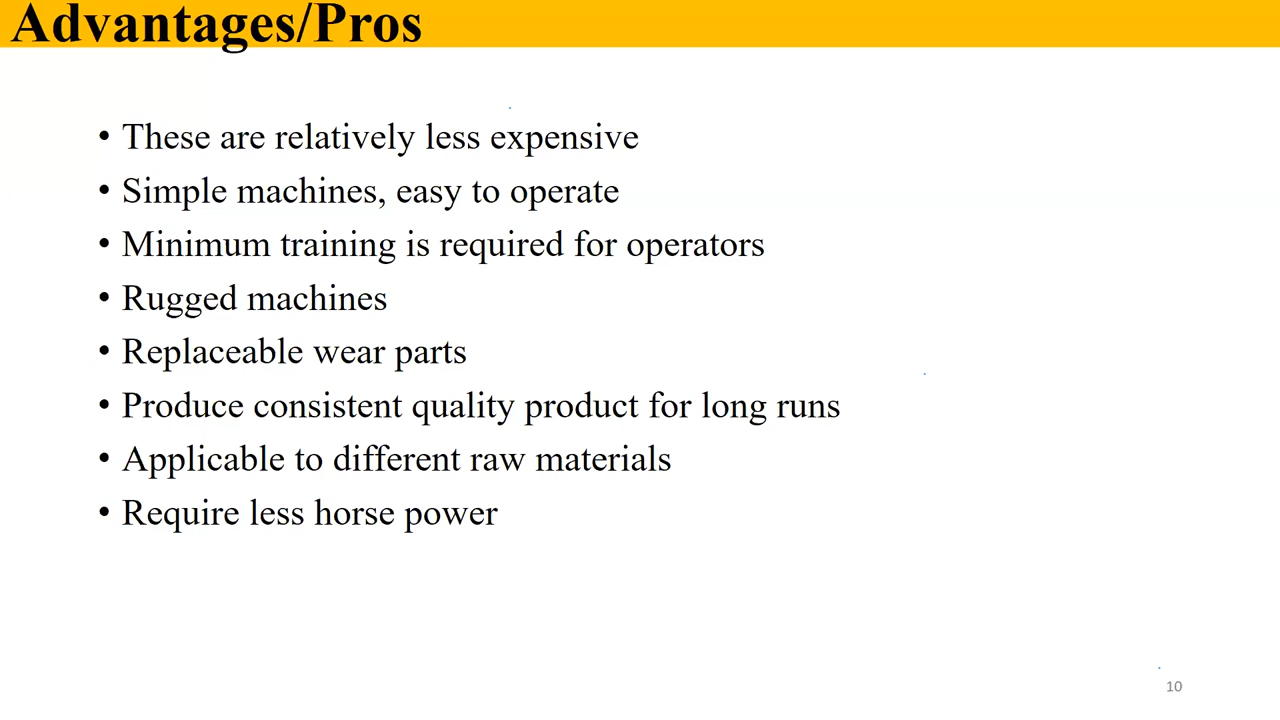 Advantages/Pros
• These are relatively less expensive
• Simple machines, easy to operate
• Minimum training is required for operators
• Rugged machines
• Replaceable wear parts
• Produce consistent quality product for long runs
• Applicable to different raw materials
• Require less horse power
10